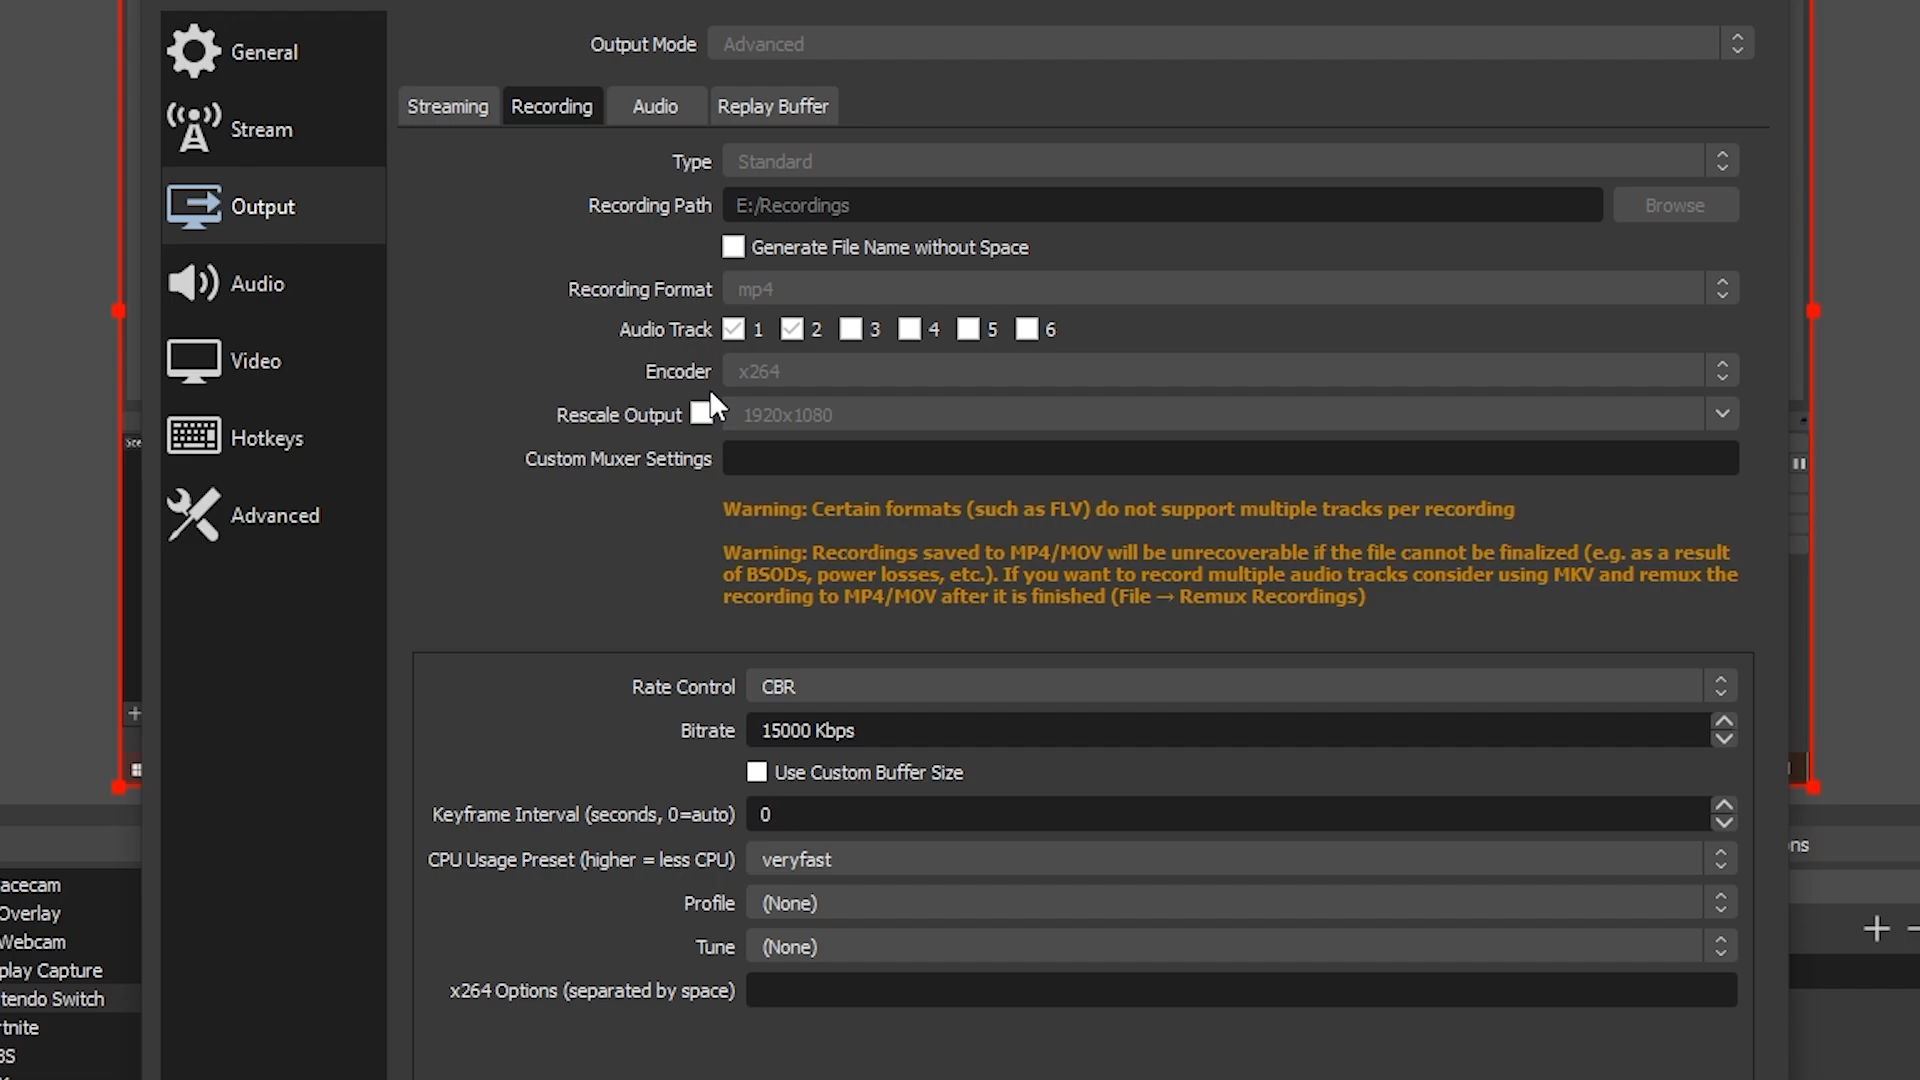 General
Stream
Output
Audio
Video
Hotkeys
Advanced
Output Mode Advanced
Streaming Recording Audio Replay Buffer
Type Standard
Recording Path E:/Recordings Browse
Generate File Name without Space
Recording Format mp4
Audio Track 1 2 3 4 5 6
Encoder x264
Rescale Output 1920x1080
Custom Muxer Settings
Warning: Certain formats (such as FLV) do not support multiple tracks per recording
Warning: Recordings saved to MP4/MOV will be unrecoverable if the file cannot be finalized (e.g. as a result
of BSODs, power losses, etc.). If you want to record multiple audio tracks consider using MKV and remux the
recording to MP4/MOV after it is finished (File → Remux Recordings)
Rate Control CBR
Bitrate 15000 Kbps
Use Custom Buffer Size
Keyframe Interval (seconds, 0=auto) 0
CPU Usage Preset (higher = less CPU) veryfast
Profile (None)
Tune (None)
x264 Options (separated by space)
Sce
acecam
Overlay
Webcam
play Capture
tendo Switch
rtnite
BS
ons